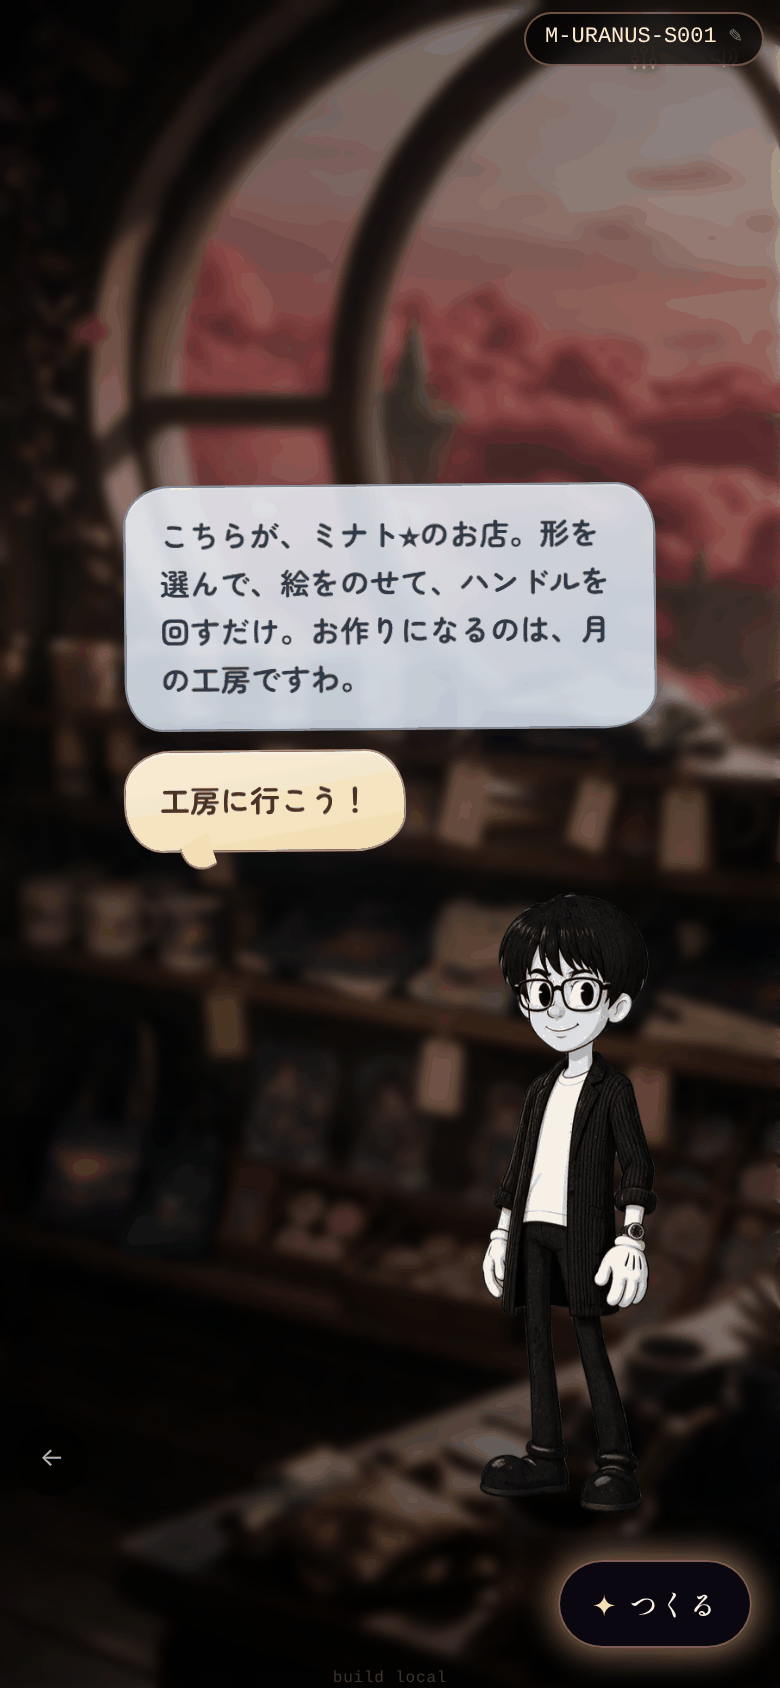 M-URANUS-S001 ✎
こちらが、ミナト★のお店。形を
選んで、絵をのせて、ハンドルを
回すだけ。お作りになるのは、月
の工房ですわ。
工房に行こう！
←
✦ つくる
build local